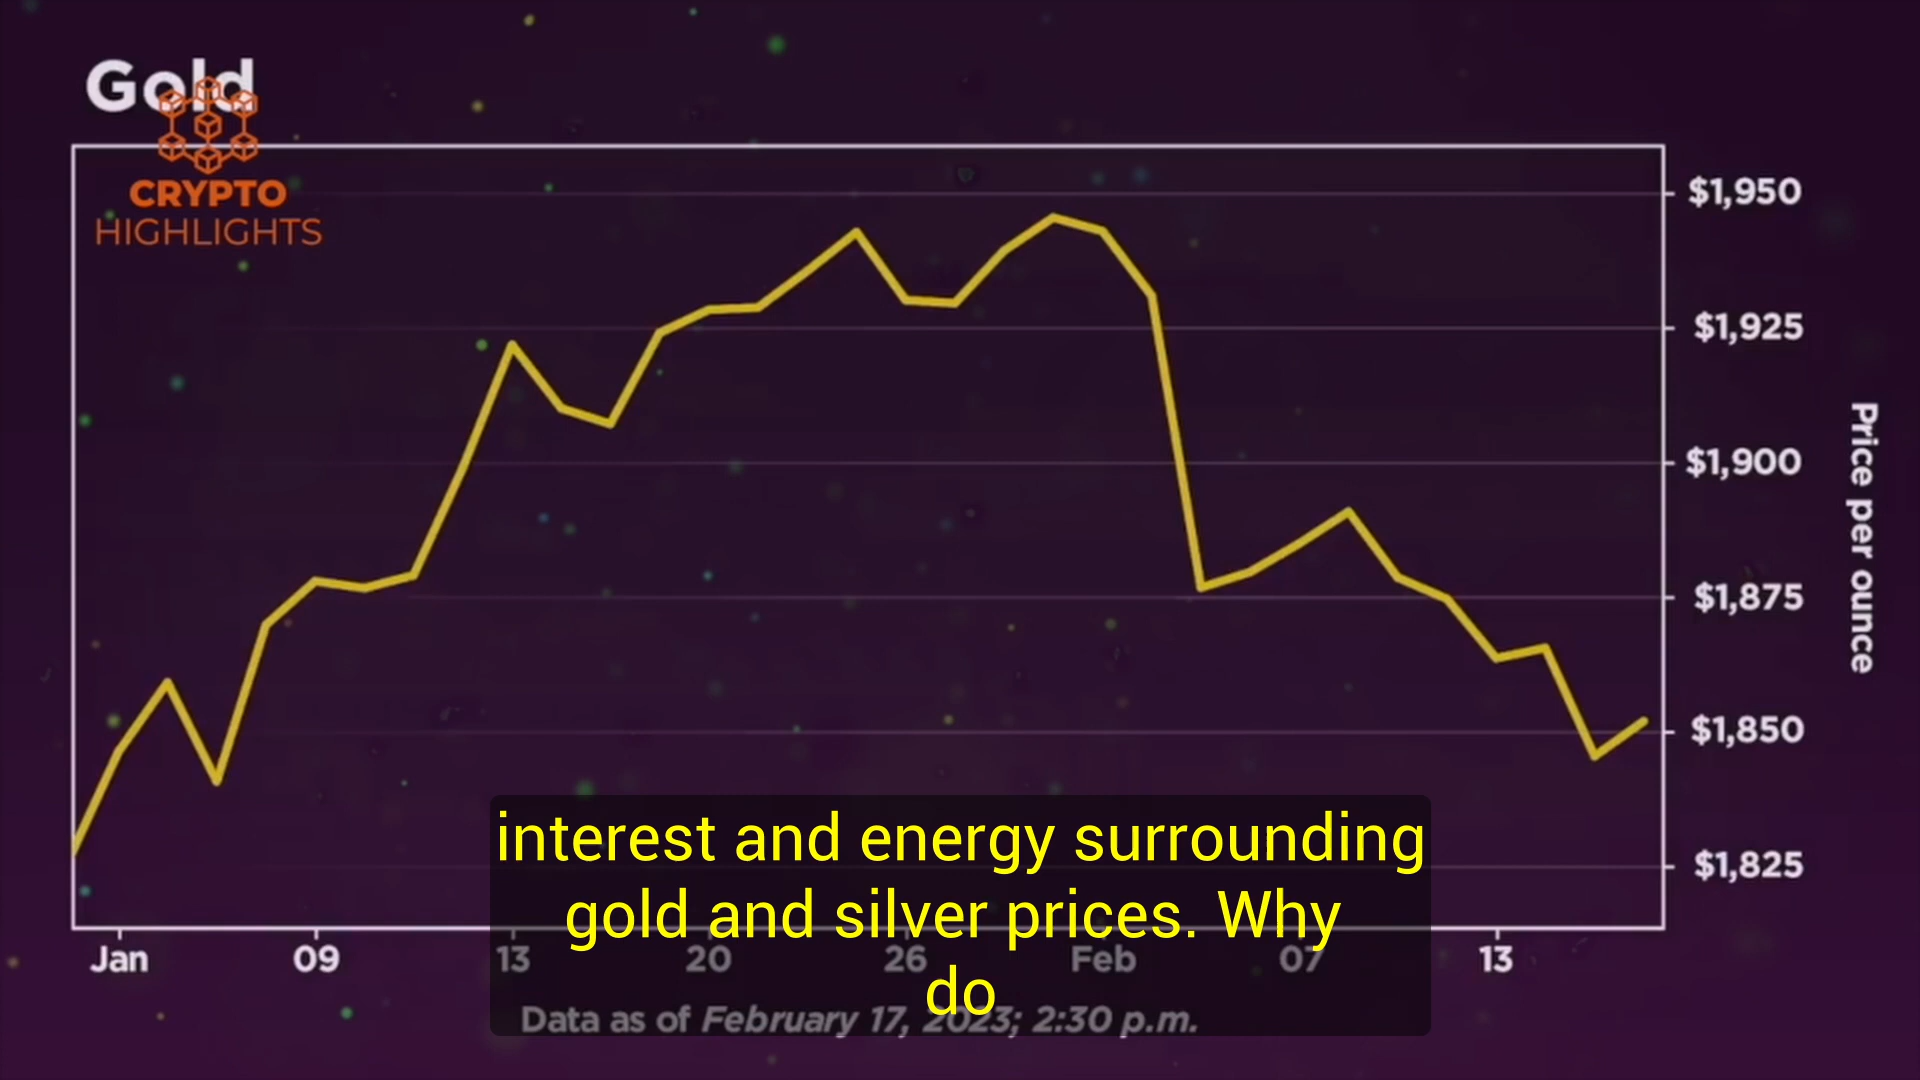 Gold
CRYPTO
HIGHLIGHTS
$1,950
$1,925
$1,900
$1,875
$1,850
$1,825
Price per ounce
interest and energy surrounding
gold and silver prices. Why
do
Jan 09 13 20 26 Feb 07 13
Data as of February 17, 2023; 2:30 p.m.